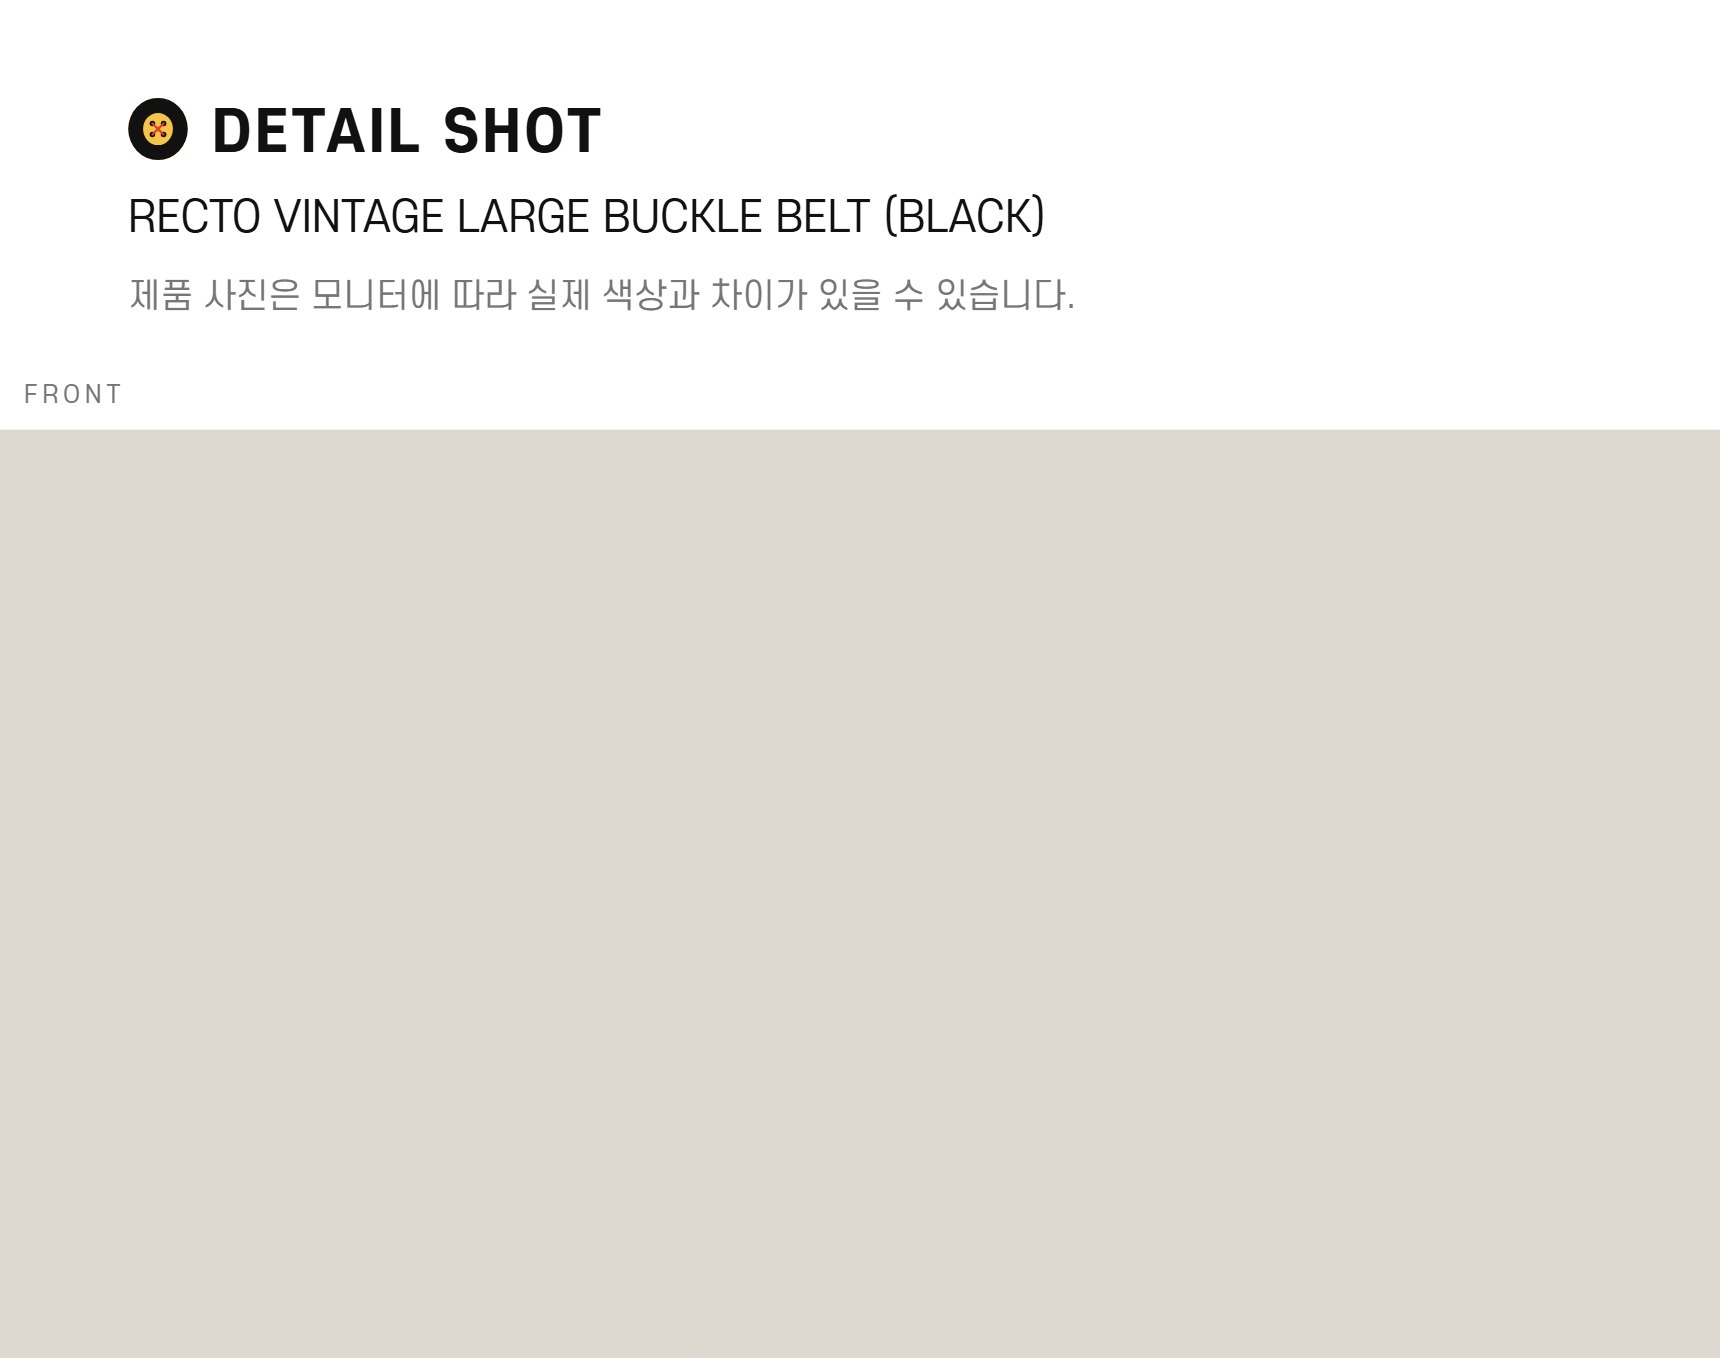 DETAIL SHOT
RECTO VINTAGE LARGE BUCKLE BELT (BLACK)
제품 사진은 모니터에 따라 실제 색상과 차이가 있을 수 있습니다.
FRONT